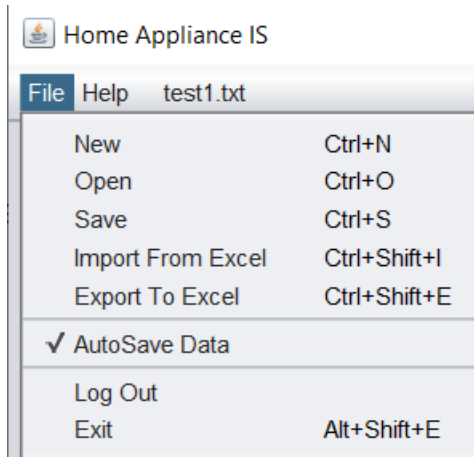 Home Appliance IS
File Help test1.txt
New Ctrl+N
Open Ctrl+O
Save Ctrl+S
Import From Excel Ctrl+Shift+I
Export To Excel Ctrl+Shift+E
AutoSave Data
Log Out
Exit Alt+Shift+E